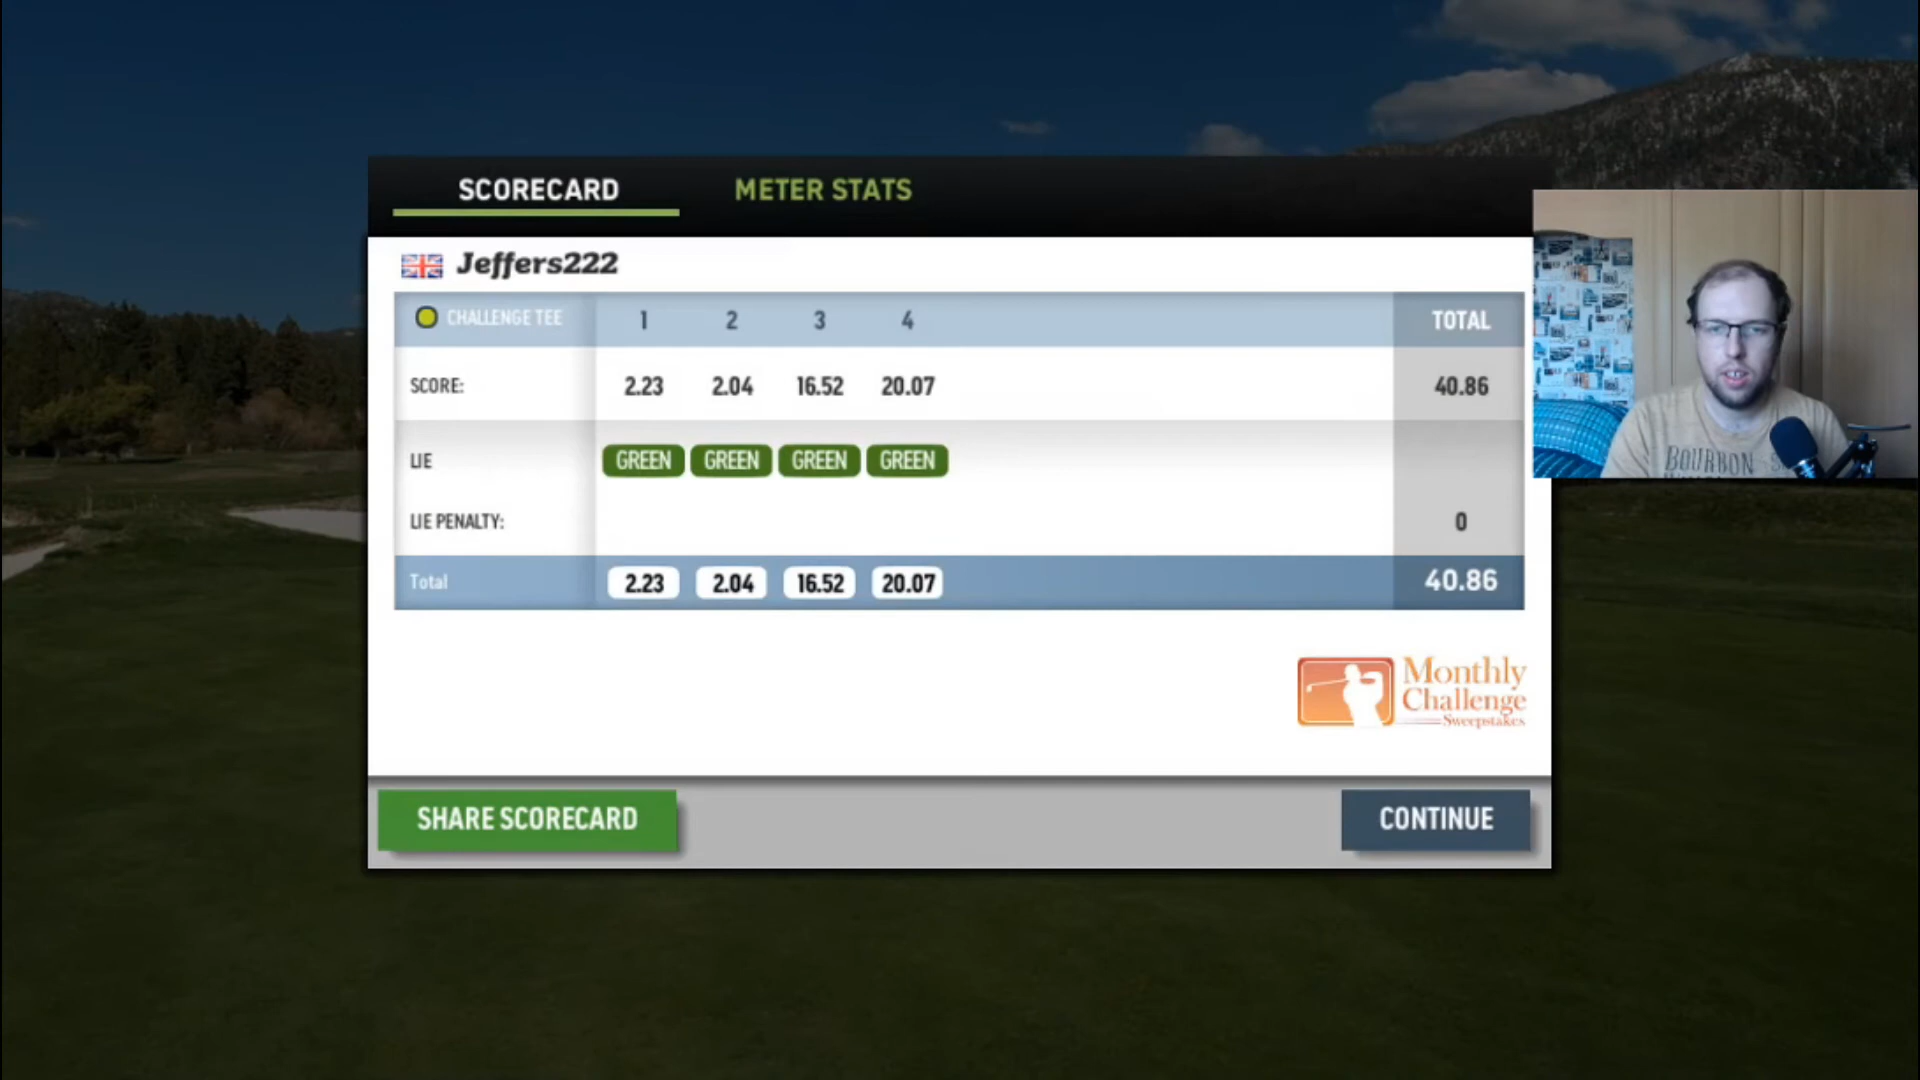 SCORECARD METER STATS
Jeffers222
CHALLENGE TEE 1 2 3 4 TOTAL
SCORE: 2.23 2.04 16.52 20.07 40.86
LIE GREEN GREEN GREEN GREEN
LIE PENALTY: 0
Total 2.23 2.04 16.52 20.07 40.86
Monthly
Challenge
Sweepstakes
SHARE SCORECARD CONTINUE
BOURBON